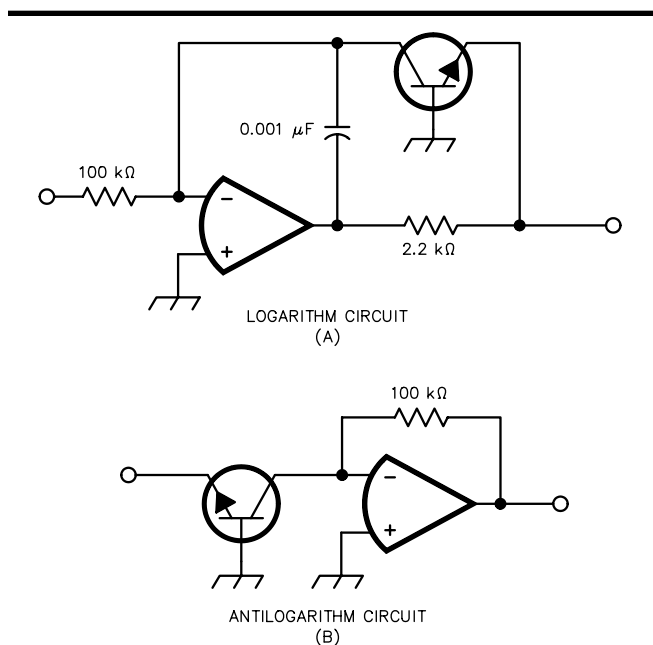 0.001 µF
100 kΩ
−
+
2.2 kΩ
LOGARITHM CIRCUIT
(A)
100 kΩ
−
+
ANTILOGARITHM CIRCUIT
(B)